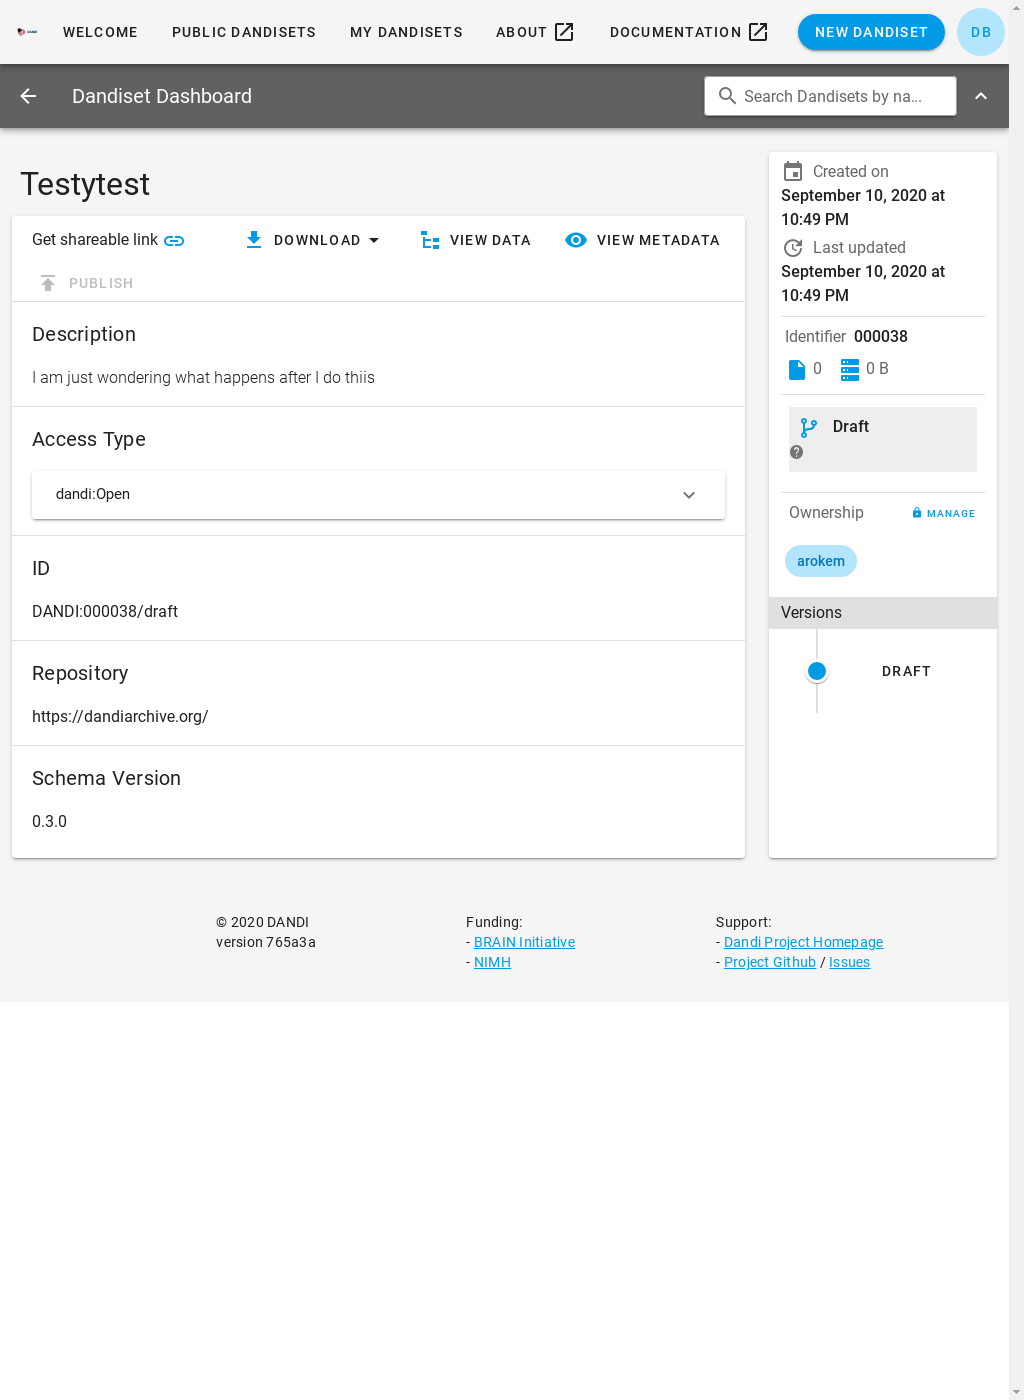 WELCOME PUBLIC DANDISETS MY DANDISETS ABOUT DOCUMENTATION NEW DANDISET DB
Dandiset Dashboard Search Dandisets by na...
Testytest
Get shareable link DOWNLOAD VIEW DATA VIEW METADATA
PUBLISH
Description
I am just wondering what happens after I do thiis
Access Type
dandi:Open
ID
DANDI:000038/draft
Repository
https://dandiarchive.org/
Schema Version
0.3.0
Created on
September 10, 2020 at
10:49 PM
Last updated
September 10, 2020 at
10:49 PM
Identifier 000038
0 0 B
Draft
Ownership MANAGE
arokem
Versions
DRAFT
© 2020 DANDI
version 765a3a
Funding:
- BRAIN Initiative
- NIMH
Support:
- Dandi Project Homepage
- Project Github / Issues